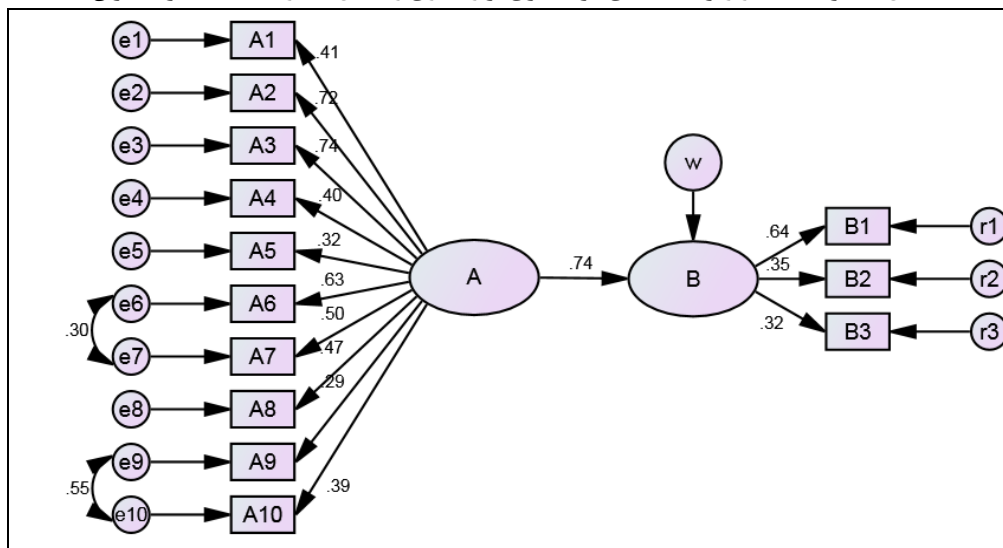 e1 A1 .41
e2 A2 .72
e3 A3 .74
w
e4 A4 .40
.64 B1 r1
e5 A5 .32
A .74 B .35 B2 r2
.63
e6 A6
.30 .50
.32 B3 r3
e7 A7 .47
.29
e8 A8
e9 A9
.55 .39
e10 A10